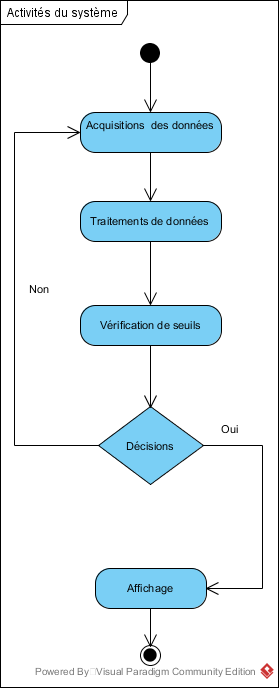 Activités du système
Acquisitions des données
Traitements de données
Vérification de seuils
Non
Oui
Décisions
Affichage
Powered By Visual Paradigm Community Edition